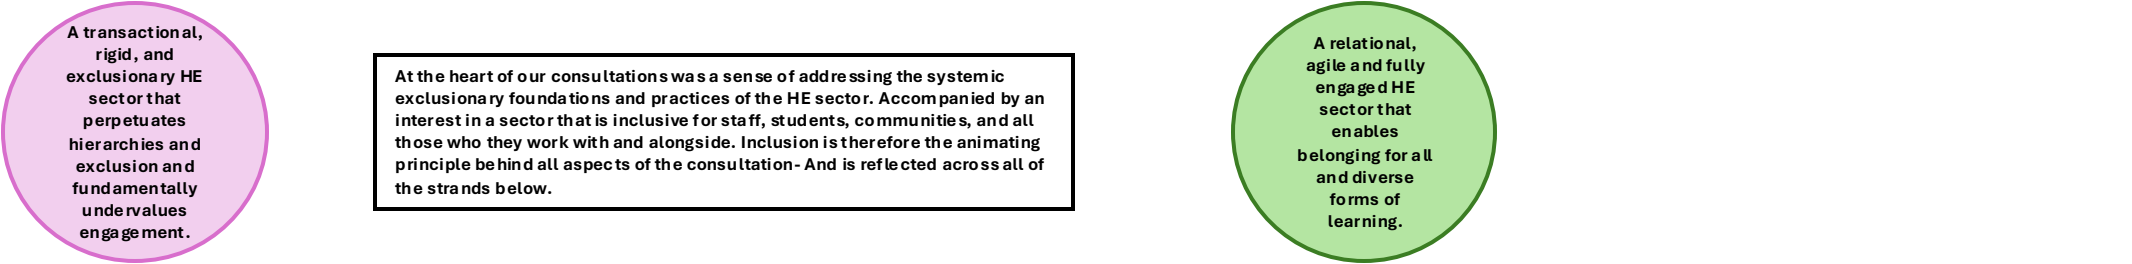 A transactional,
rigid, and
exclusionary HE
sector that
perpetuates
hierarchies and
exclusion and
fundamentally
undervalues
engagement.
At the heart of our consultations was a sense of addressing the systemic
exclusionary foundations and practices of the HE sector. Accompanied by an
interest in a sector that is inclusive for staff, students, communities, and all
those who they work with and alongside. Inclusion is therefore the animating
principle behind all aspects of the consultation- And is reflected across all of
the strands below.
A relational,
agile and fully
engaged HE
sector that
enables
belonging for all
and diverse
forms of
learning.